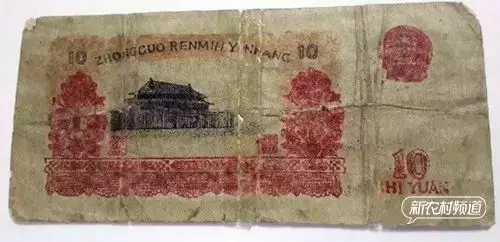 10 ZHONGGUO RENMIN YINHANG 10
10
SHI YUAN
新农村频道